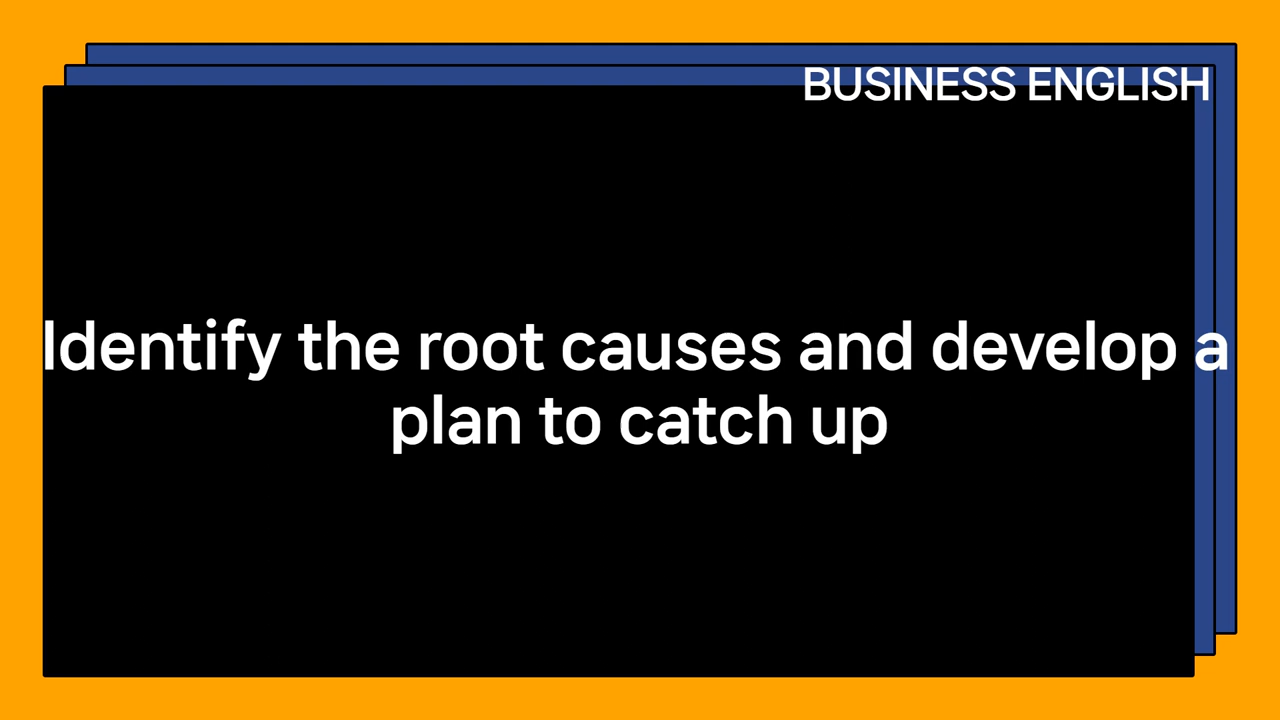 BUSINESS ENGLISH
Identify the root causes and develop a
plan to catch up